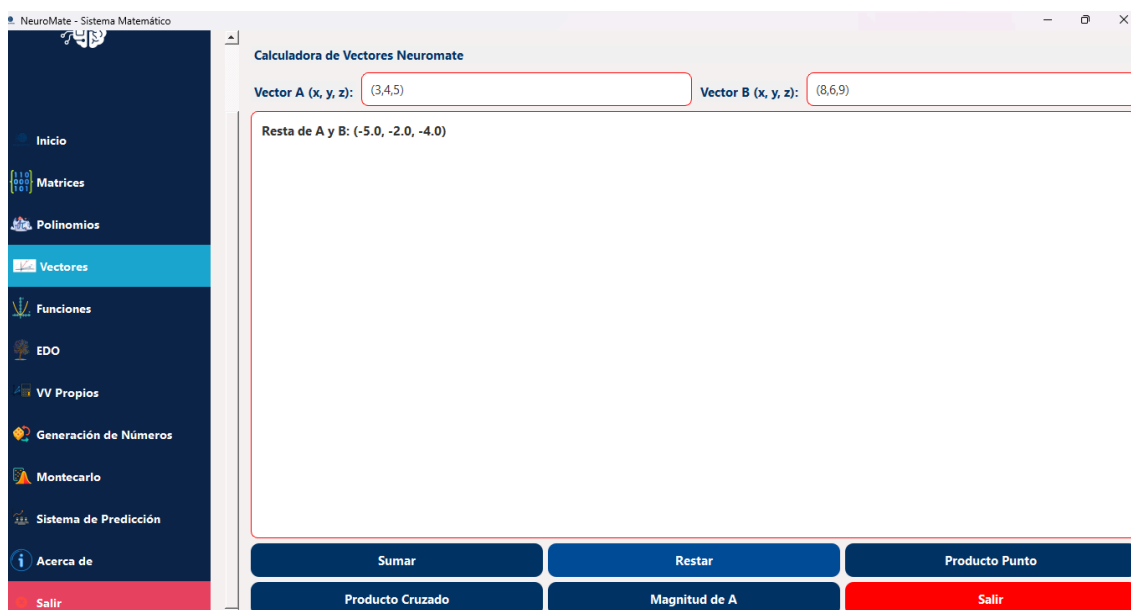 NeuroMate - Sistema Matemático
Calculadora de Vectores Neuromate
Vector A (x, y, z): (3,4,5) Vector B (x, y, z): (8,6,9)
Resta de A y B: (-5.0, -2.0, -4.0)
Inicio
Matrices
Polinomios
Vectores
Funciones
EDO
VV Propios
Generación de Números
Montecarlo
Sistema de Predicción
Acerca de
Salir
Sumar Restar Producto Punto
Producto Cruzado Magnitud de A Salir